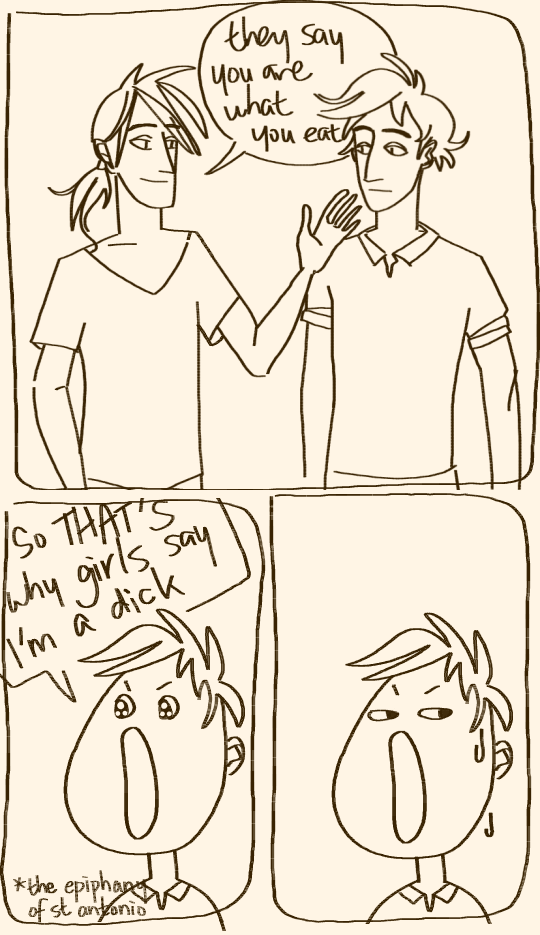 they say
you are
what
you eat
So THAT'S
why girls say
I'm a dick
*the epiphany
of st antonio